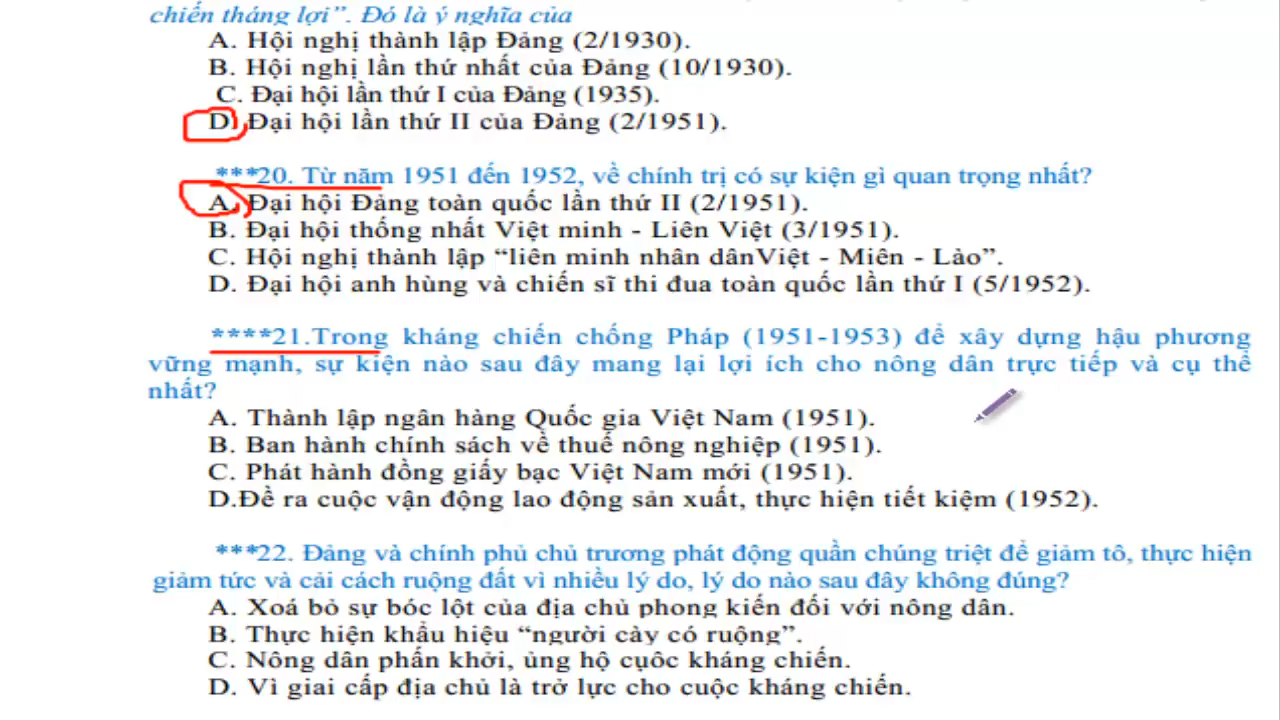 chiến tháng lợi”. Đó là ý nghĩa của
A. Hội nghị thành lập Đảng (2/1930).
B. Hội nghị lần thứ nhất của Đảng (10/1930).
C. Đại hội lần thứ I của Đảng (1935).
D. Đại hội lần thứ II của Đảng (2/1951).
***20. Từ năm 1951 đến 1952, về chính trị có sự kiện gì quan trọng nhất?
A. Đại hội Đảng toàn quốc lần thứ II (2/1951).
B. Đại hội thống nhất Việt minh - Liên Việt (3/1951).
C. Hội nghị thành lập “liên minh nhân dânViệt - Miên - Lào”.
D. Đại hội anh hùng và chiến sĩ thi đua toàn quốc lần thứ I (5/1952).
****21.Trong kháng chiến chống Pháp (1951-1953) để xây dựng hậu phương
vững mạnh, sự kiện nào sau đây mang lại lợi ích cho nông dân trực tiếp và cụ thể
nhất?
A. Thành lập ngân hàng Quốc gia Việt Nam (1951).
B. Ban hành chính sách về thuế nông nghiệp (1951).
C. Phát hành đồng giấy bạc Việt Nam mới (1951).
D.Đề ra cuộc vận động lao động sản xuất, thực hiện tiết kiệm (1952).
***22. Đảng và chính phủ chủ trương phát động quần chúng triệt để giảm tô, thực hiện
giảm tức và cải cách ruộng đất vì nhiều lý do, lý do nào sau đây không đúng?
A. Xoá bỏ sự bóc lột của địa chủ phong kiến đối với nông dân.
B. Thực hiện khẩu hiệu “người cày có ruộng”.
C. Nông dân phấn khởi, ủng hộ cuôc kháng chiến.
D. Vì giai cấp địa chủ là trở lực cho cuộc kháng chiến.